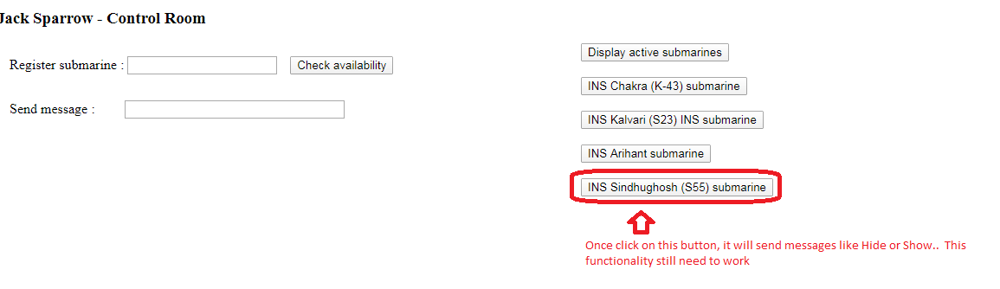 Jack Sparrow - Control Room
Register submarine :
Check availability
Send message :
Display active submarines
INS Chakra (K-43) submarine
INS Kalvari (S23) INS submarine
INS Arihant submarine
INS Sindhughosh (S55) submarine
Once click on this button, it will send messages like Hide or Show.. This
functionality still need to work